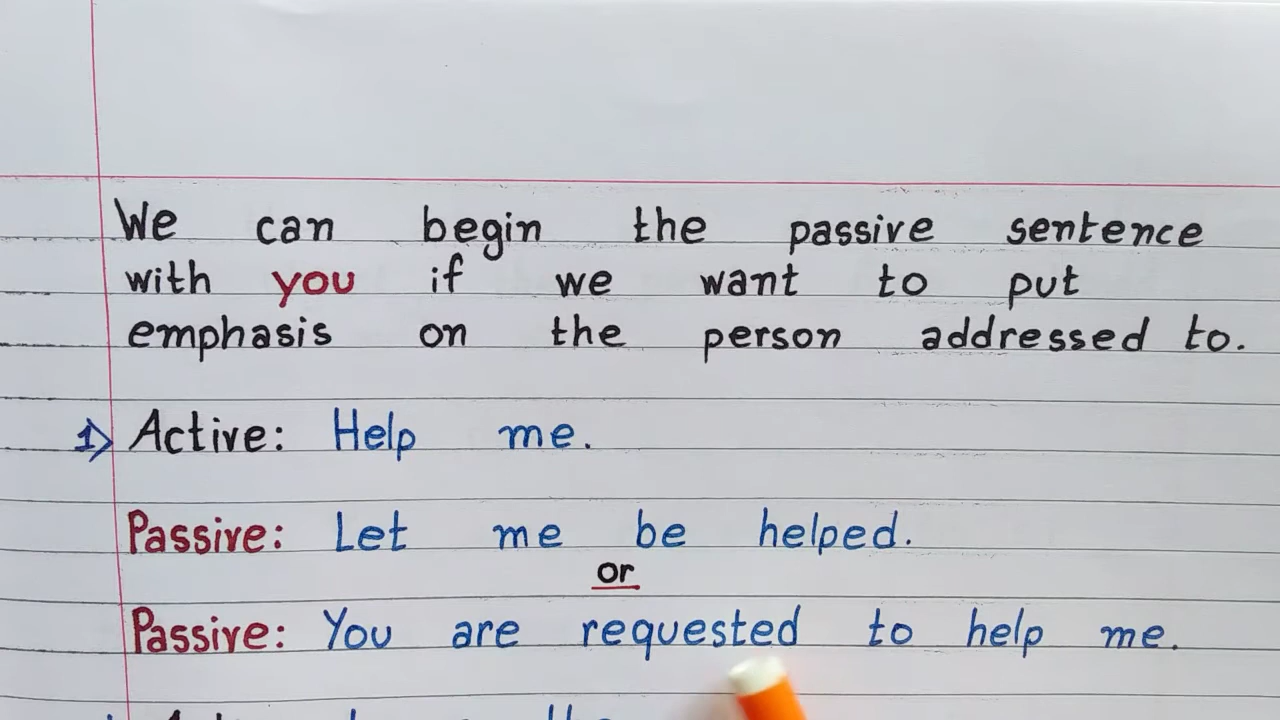 We can begin the passive sentence
with you if we want to put
emphasis on the person addressed to.
1) Active: Help me.
Passive: Let me be helped.
or
Passive: You are requested to help me.